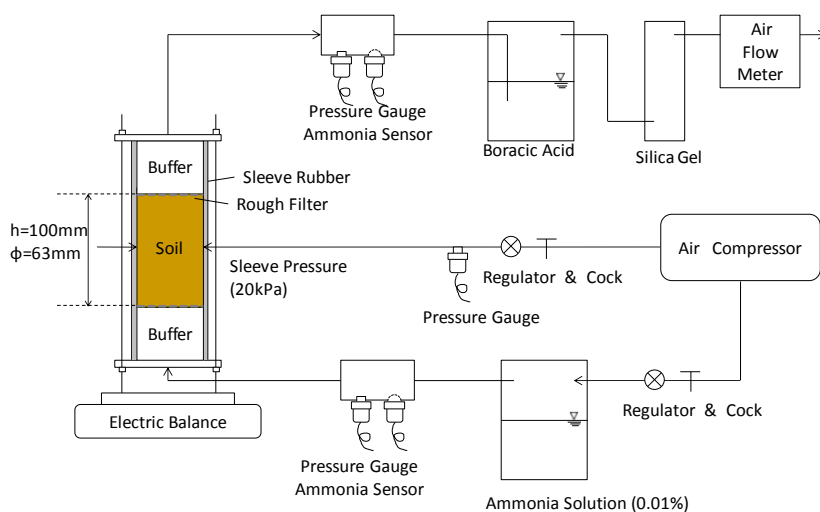 Air
Flow
Meter
Pressure Gauge
Ammonia Sensor
Boracic Acid
Silica Gel
Buffer
Sleeve Rubber
Rough Filter
h=100mm
ϕ=63mm
Soil
Sleeve Pressure
(20kPa)
Regulator & Cock
Air Compressor
Pressure Gauge
Buffer
Electric Balance
Regulator & Cock
Pressure Gauge
Ammonia Sensor
Ammonia Solution (0.01%)